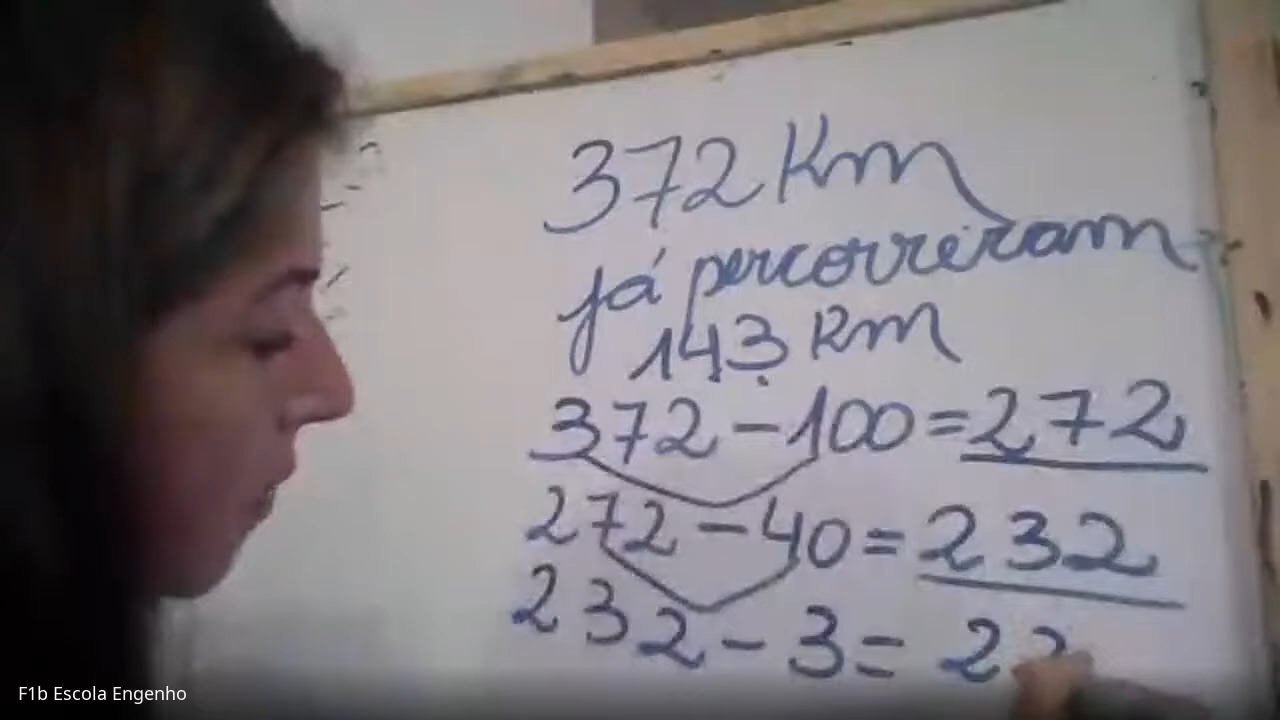 372 Km
já percorreram
143 Km
372 - 100 = 272
272 - 40 = 232
232 - 3 = 22
F1b Escola Engenho